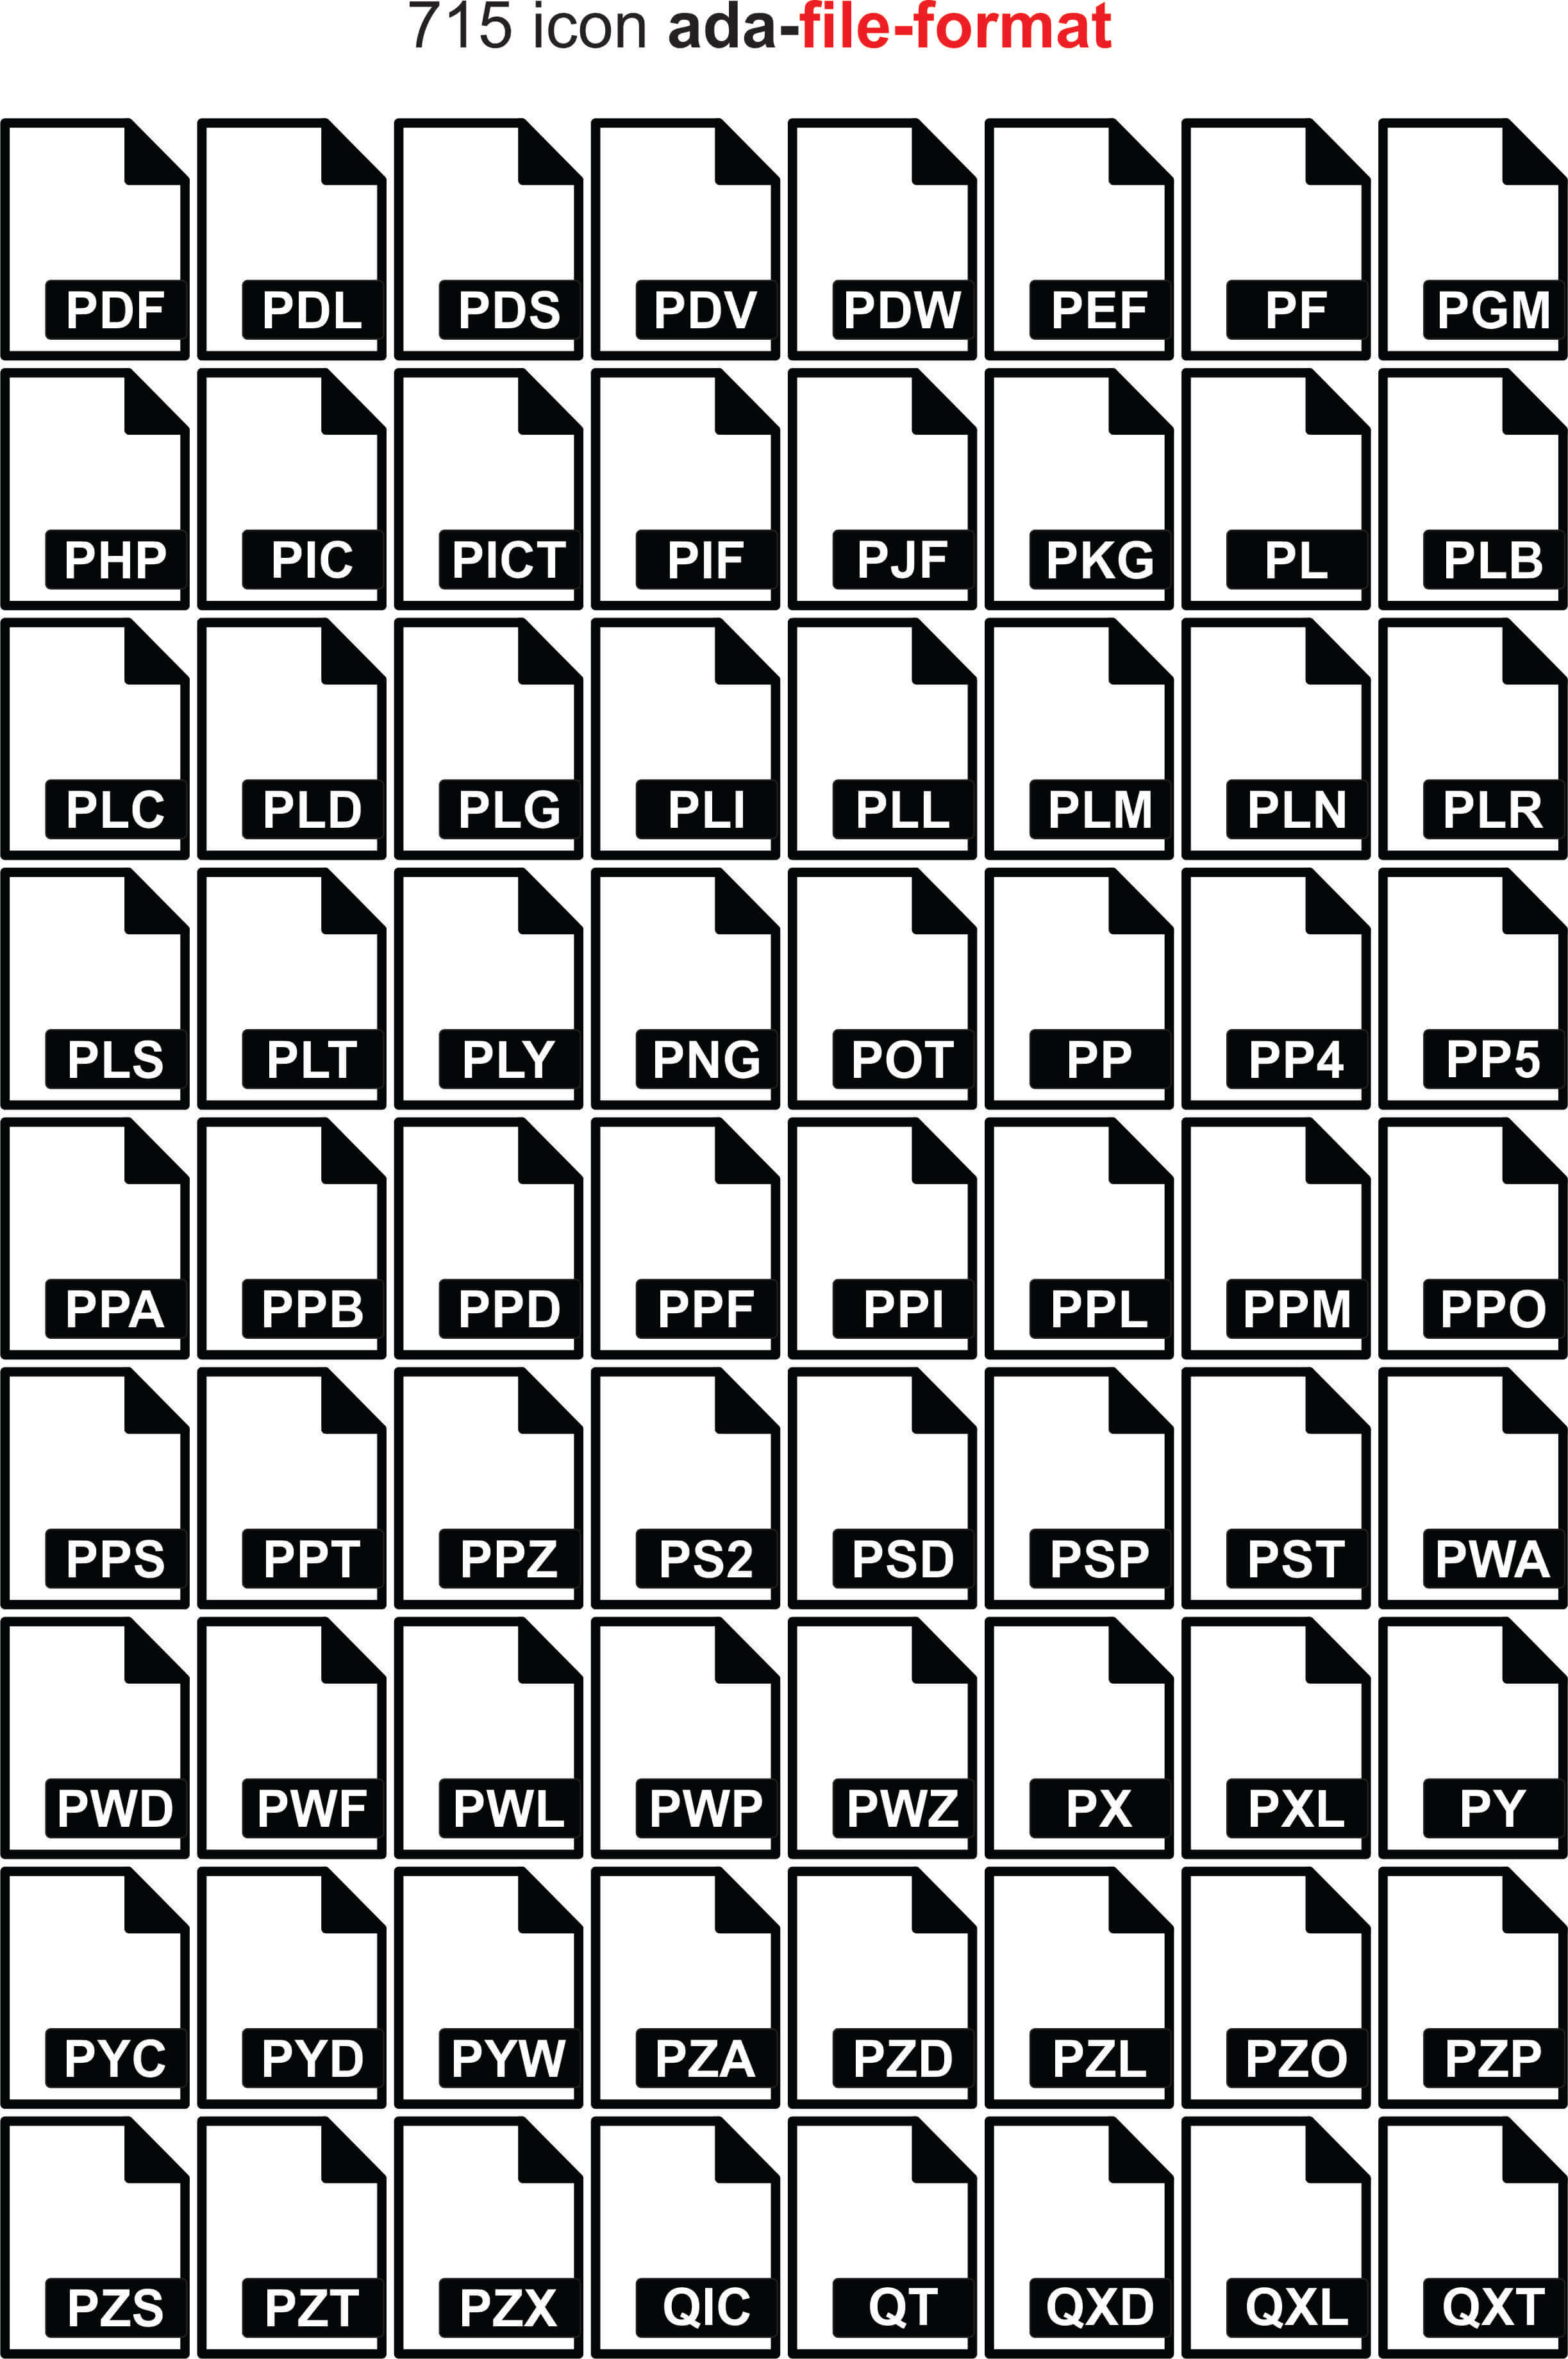 715 icon ada-file-format
PDF PDL PDS PDV PDW PEF PF PGM
PHP PIC PICT PIF PJF PKG PL PLB
PLC PLD PLG PLI PLL PLM PLN PLR
PLS PLT PLY PNG POT PP PP4 PP5
PPA PPB PPD PPF PPI PPL PPM PPO
PPS PPT PPZ PS2 PSD PSP PST PWA
PWD PWF PWL PWP PWZ PX PXL PY
PYC PYD PYW PZA PZD PZL PZO PZP
PZS PZT PZX QIC QT QXD QXL QXT